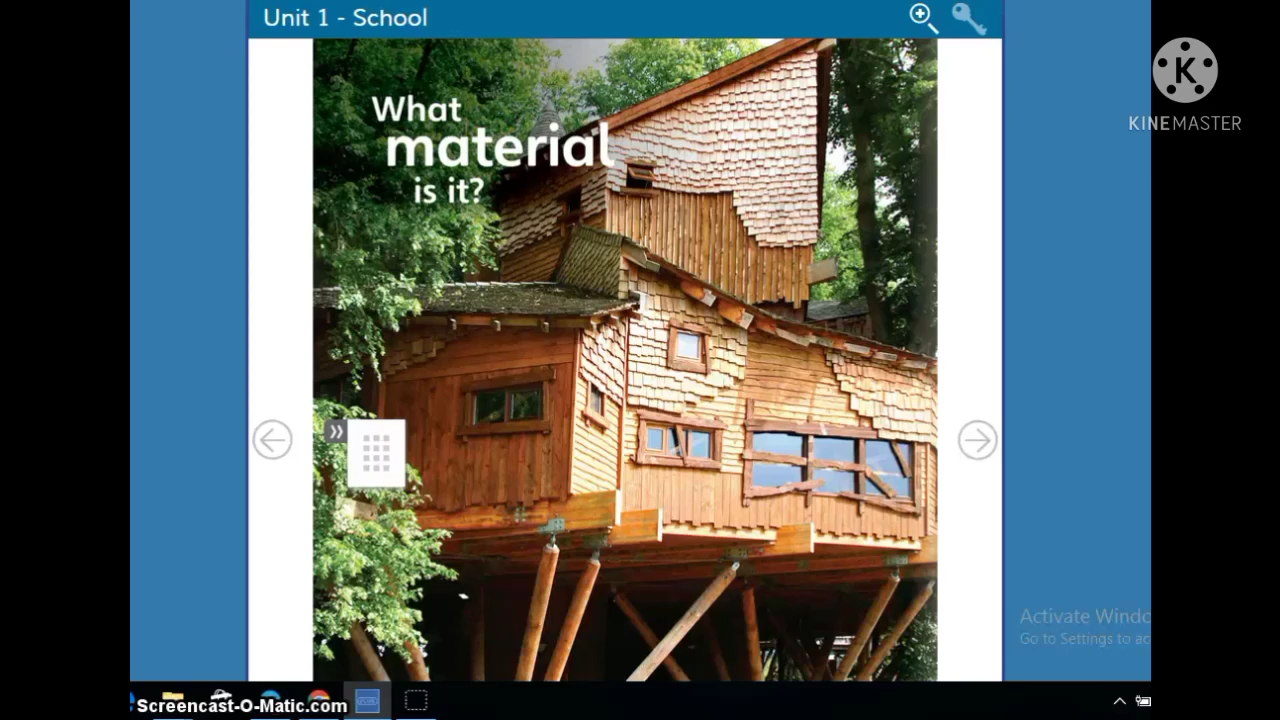 Unit 1 - School
What
material
is it?
K
KINEMASTER
Activate Windo
Go to Settings to ac
Screencast-O-Matic.com